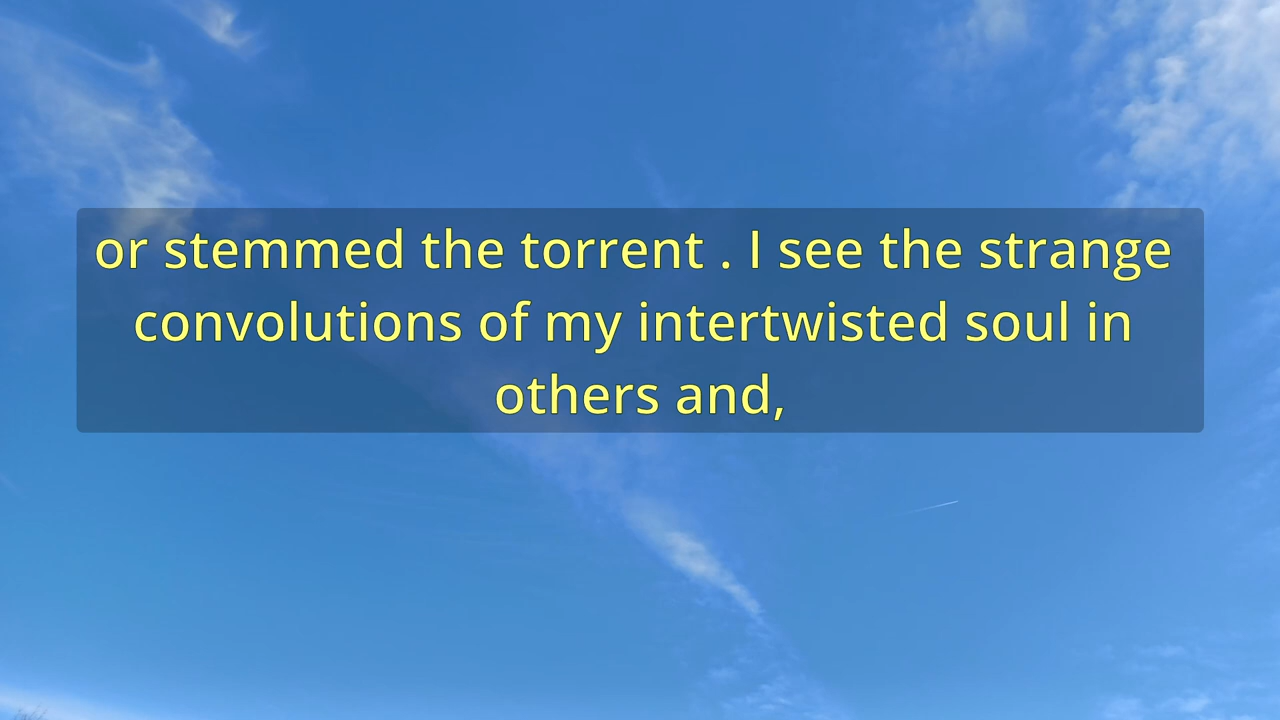 or stemmed the torrent . I see the strange
convolutions of my intertwisted soul in
others and,